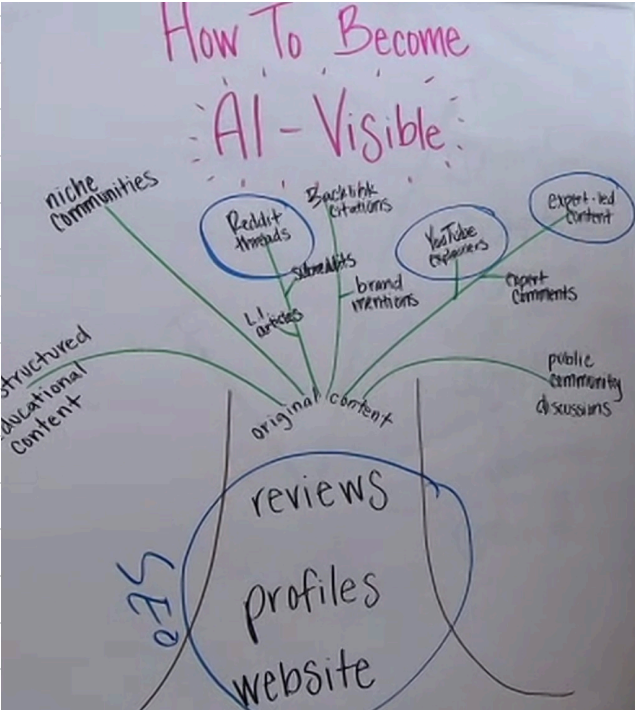 How To Become
AI - Visible
niche
communities
Reddit
threads
Backlink
citations
YouTube
explainers
expert-led
content
subreddits
L.I
articles
brand
mentions
expert
comments
structured
educational
content
public
community
discussions
original content
reviews
SEO
profiles
website